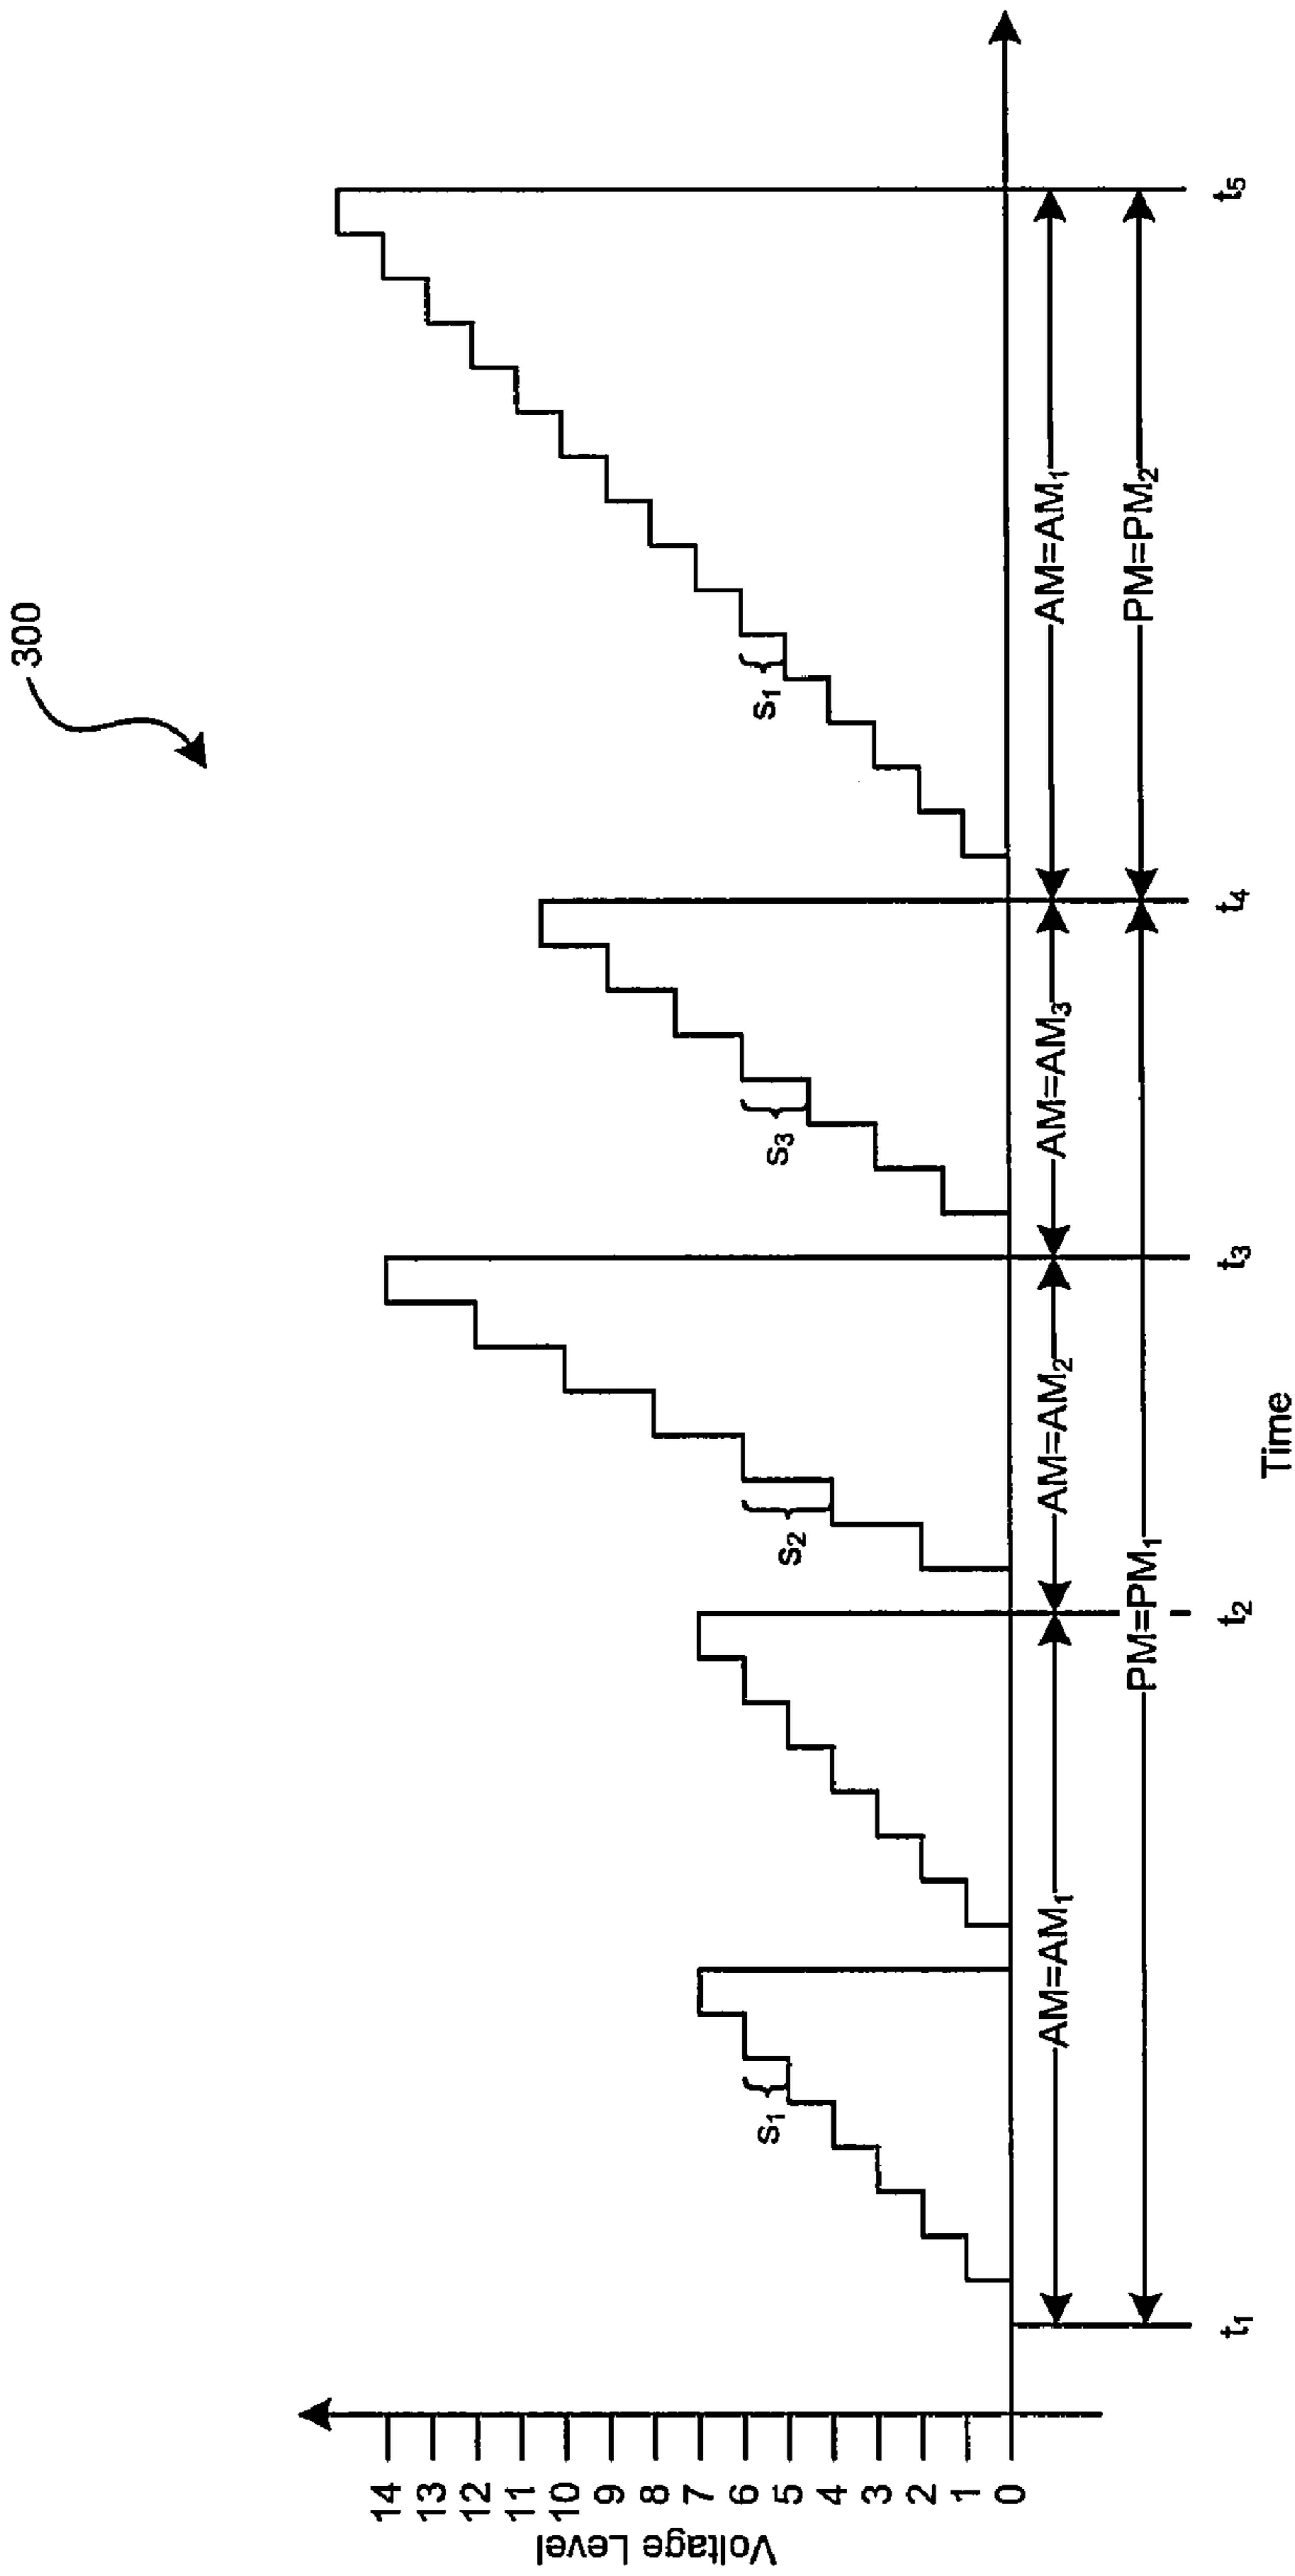 300
Voltage Level
14
13
12
11
10
9
8
7
6
5
4
3
2
1
0
s₁
s₂
s₃
s₁
AM=AM₁
AM=AM₂
AM=AM₃
AM=AM₁
PM=PM₁
PM=PM₂
t₁
t₂
t₃
t₄
t₅
Time